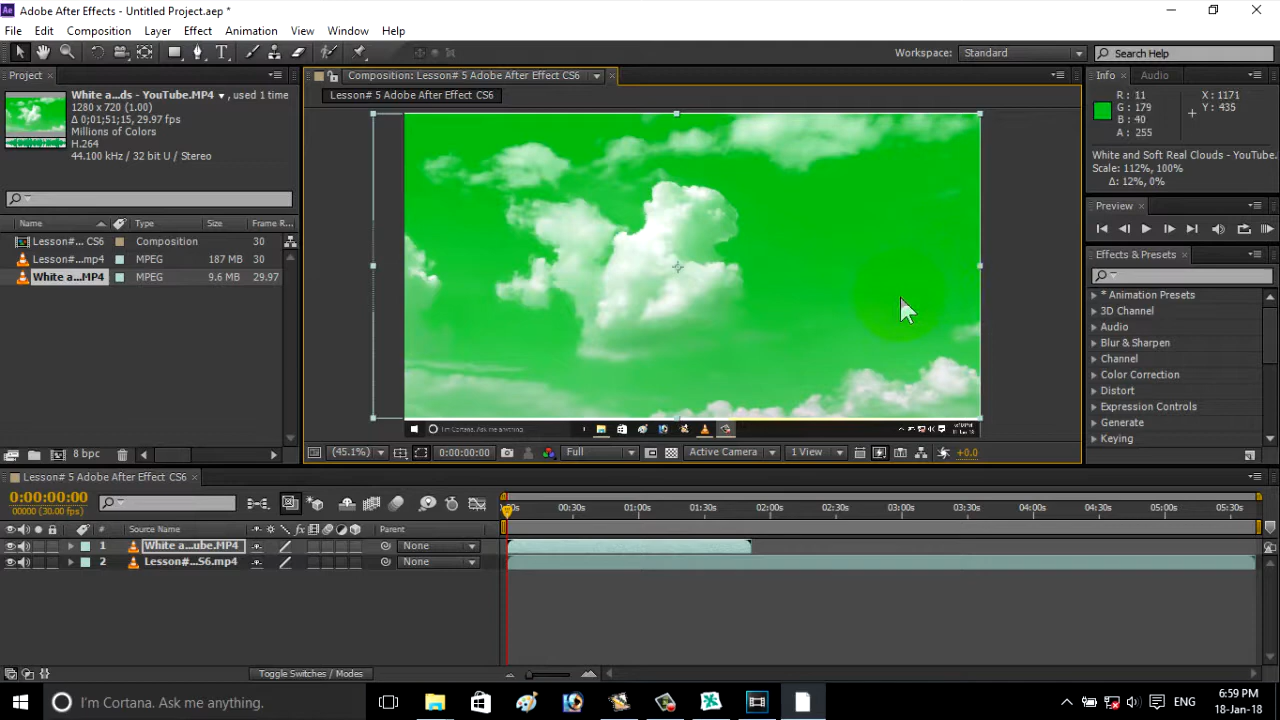 Adobe After Effects - Untitled Project.aep *
File Edit Composition Layer Effect Animation View Window Help
Workspace: Standard Search Help
Project
White a...ds - YouTube.MP4 , used 1 time
1280 x 720 (1.00)
Δ 0;01;51;15, 29.97 fps
Millions of Colors
H.264
44.100 kHz / 32 bit U / Stereo
Name Type Size Frame R...
Lesson#... CS6 Composition 30
Lesson#....mp4 MPEG 187 MB 30
White a...MP4 MPEG 9.6 MB 29.97
8 bpc
Composition: Lesson# 5 Adobe After Effect CS6
Lesson# 5 Adobe After Effect CS6
I'm Cortana. Ask me anything.
(45.1%) 0:00:00:00 Full Active Camera 1 View +0.0
Info Audio
R : 11
G : 179
B : 40
A : 255
X : 1171
Y : 435
White and Soft Real Clouds - YouTube.
Scale: 112%, 100%
Δ: 12%, 0%
Preview
Effects & Presets
* Animation Presets
3D Channel
Audio
Blur & Sharpen
Channel
Color Correction
Distort
Expression Controls
Generate
Keying
Lesson# 5 Adobe After Effect CS6
0:00:00:00
00000 (30.00 fps)
# Source Name Parent
1 White a...ube.MP4 None
2 Lesson#...S6.mp4 None
00s 00:30s 01:00s 01:30s 02:00s 02:30s 03:00s 03:30s 04:00s 04:30s 05:00s 05:30s
Toggle Switches / Modes
I'm Cortana. Ask me anything.
ENG
6:59 PM
18-Jan-18